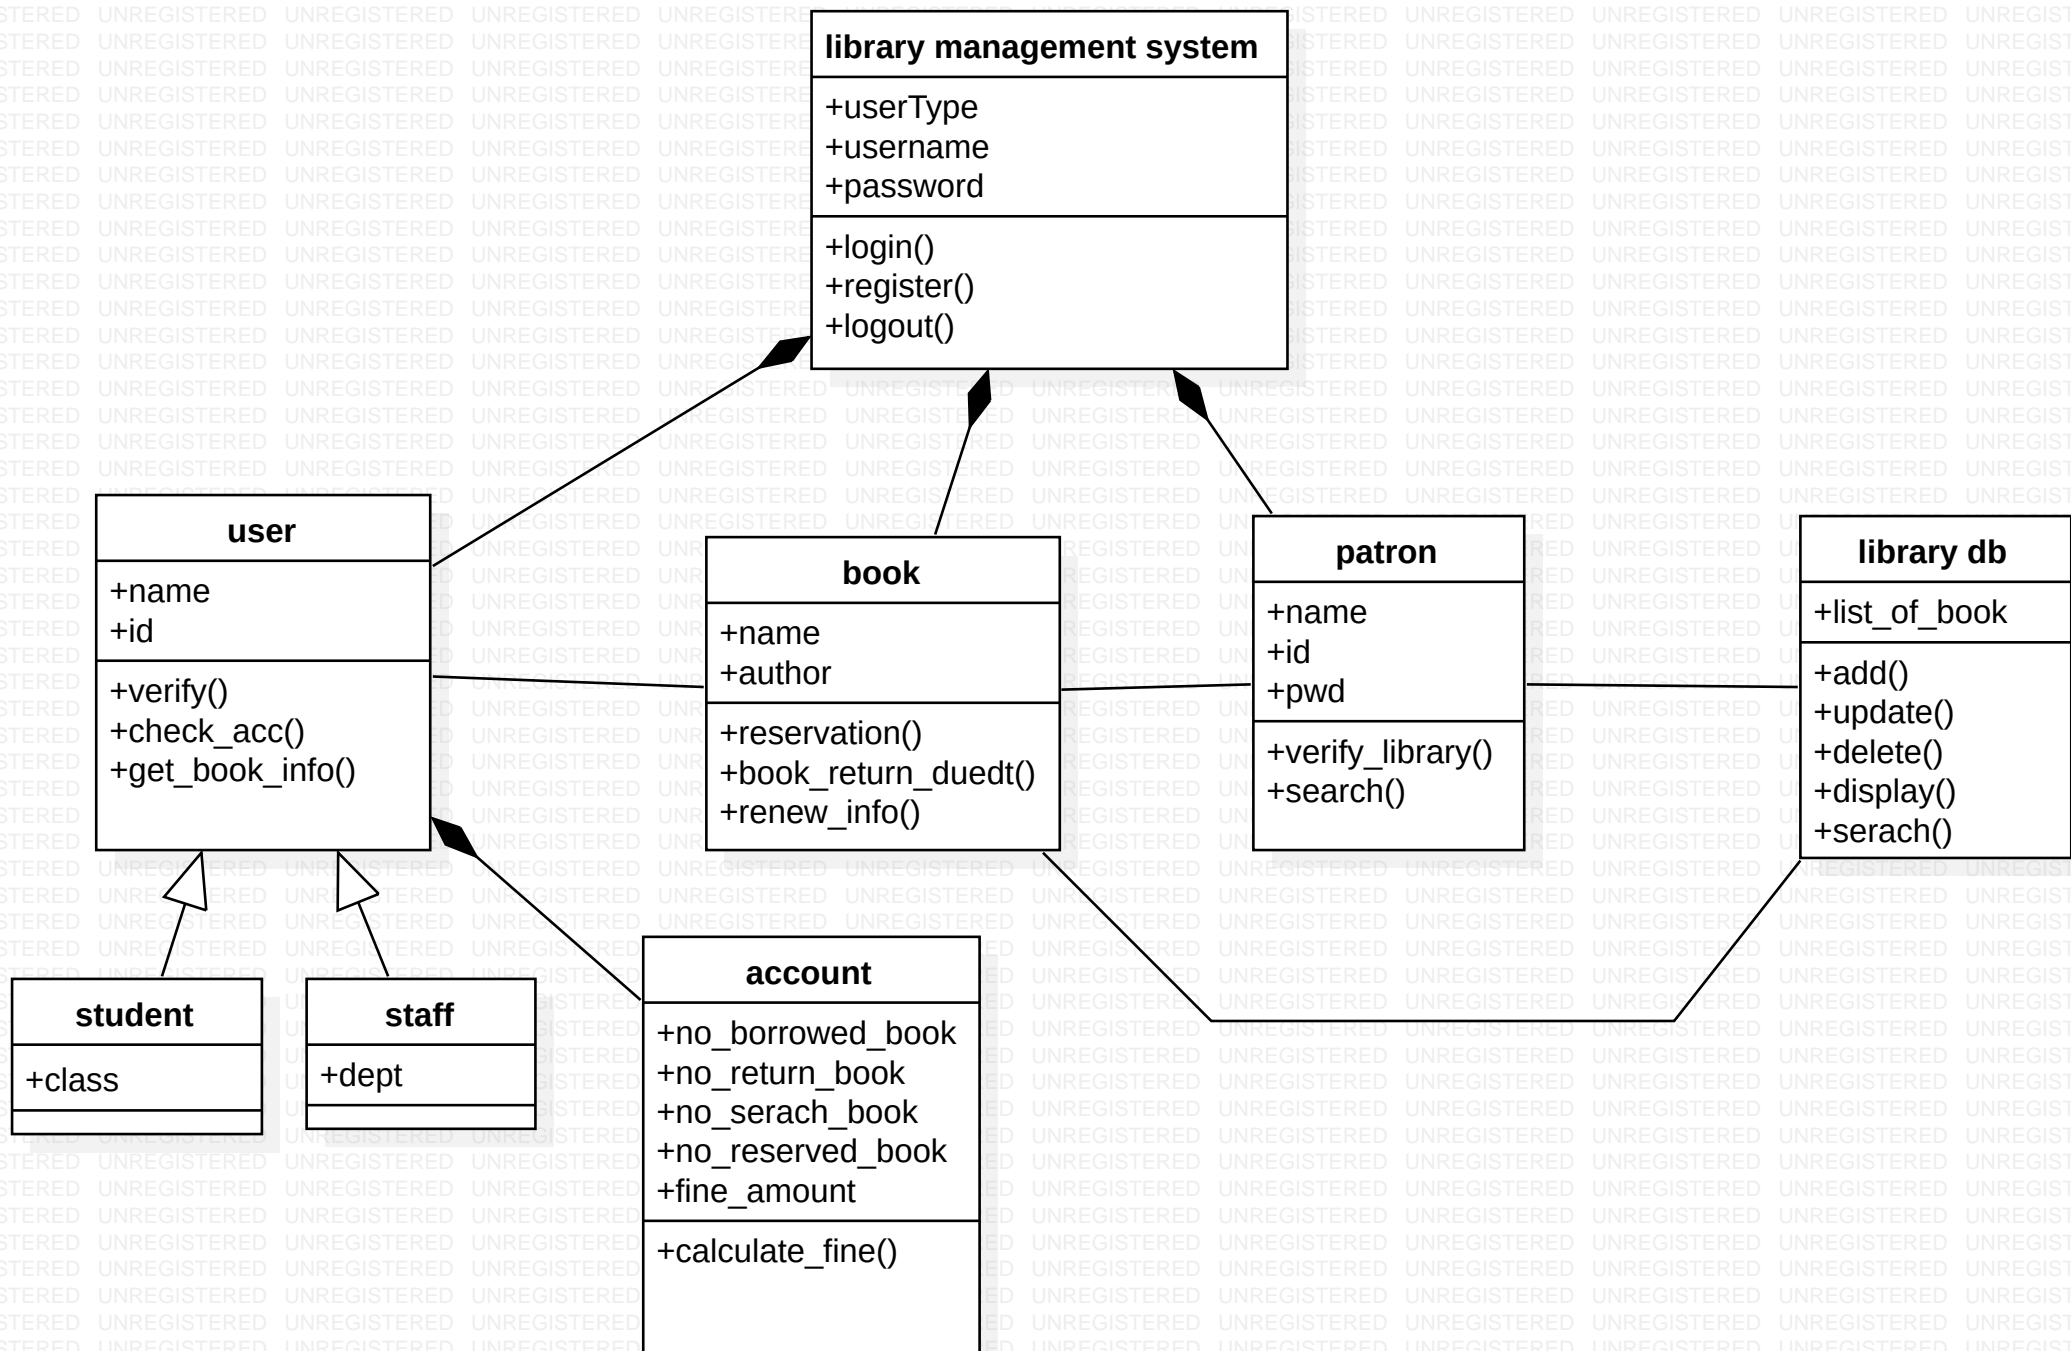 library management system
+userType
+username
+password
+login()
+register()
+logout()
user
+name
+id
+verify()
+check_acc()
+get_book_info()
book
+name
+author
+reservation()
+book_return_duedt()
+renew_info()
patron
+name
+id
+pwd
+verify_library()
+search()
library db
+list_of_book
+add()
+update()
+delete()
+display()
+serach()
student
+class
staff
+dept
account
+no_borrowed_book
+no_return_book
+no_serach_book
+no_reserved_book
+fine_amount
+calculate_fine()
UNREGISTERED